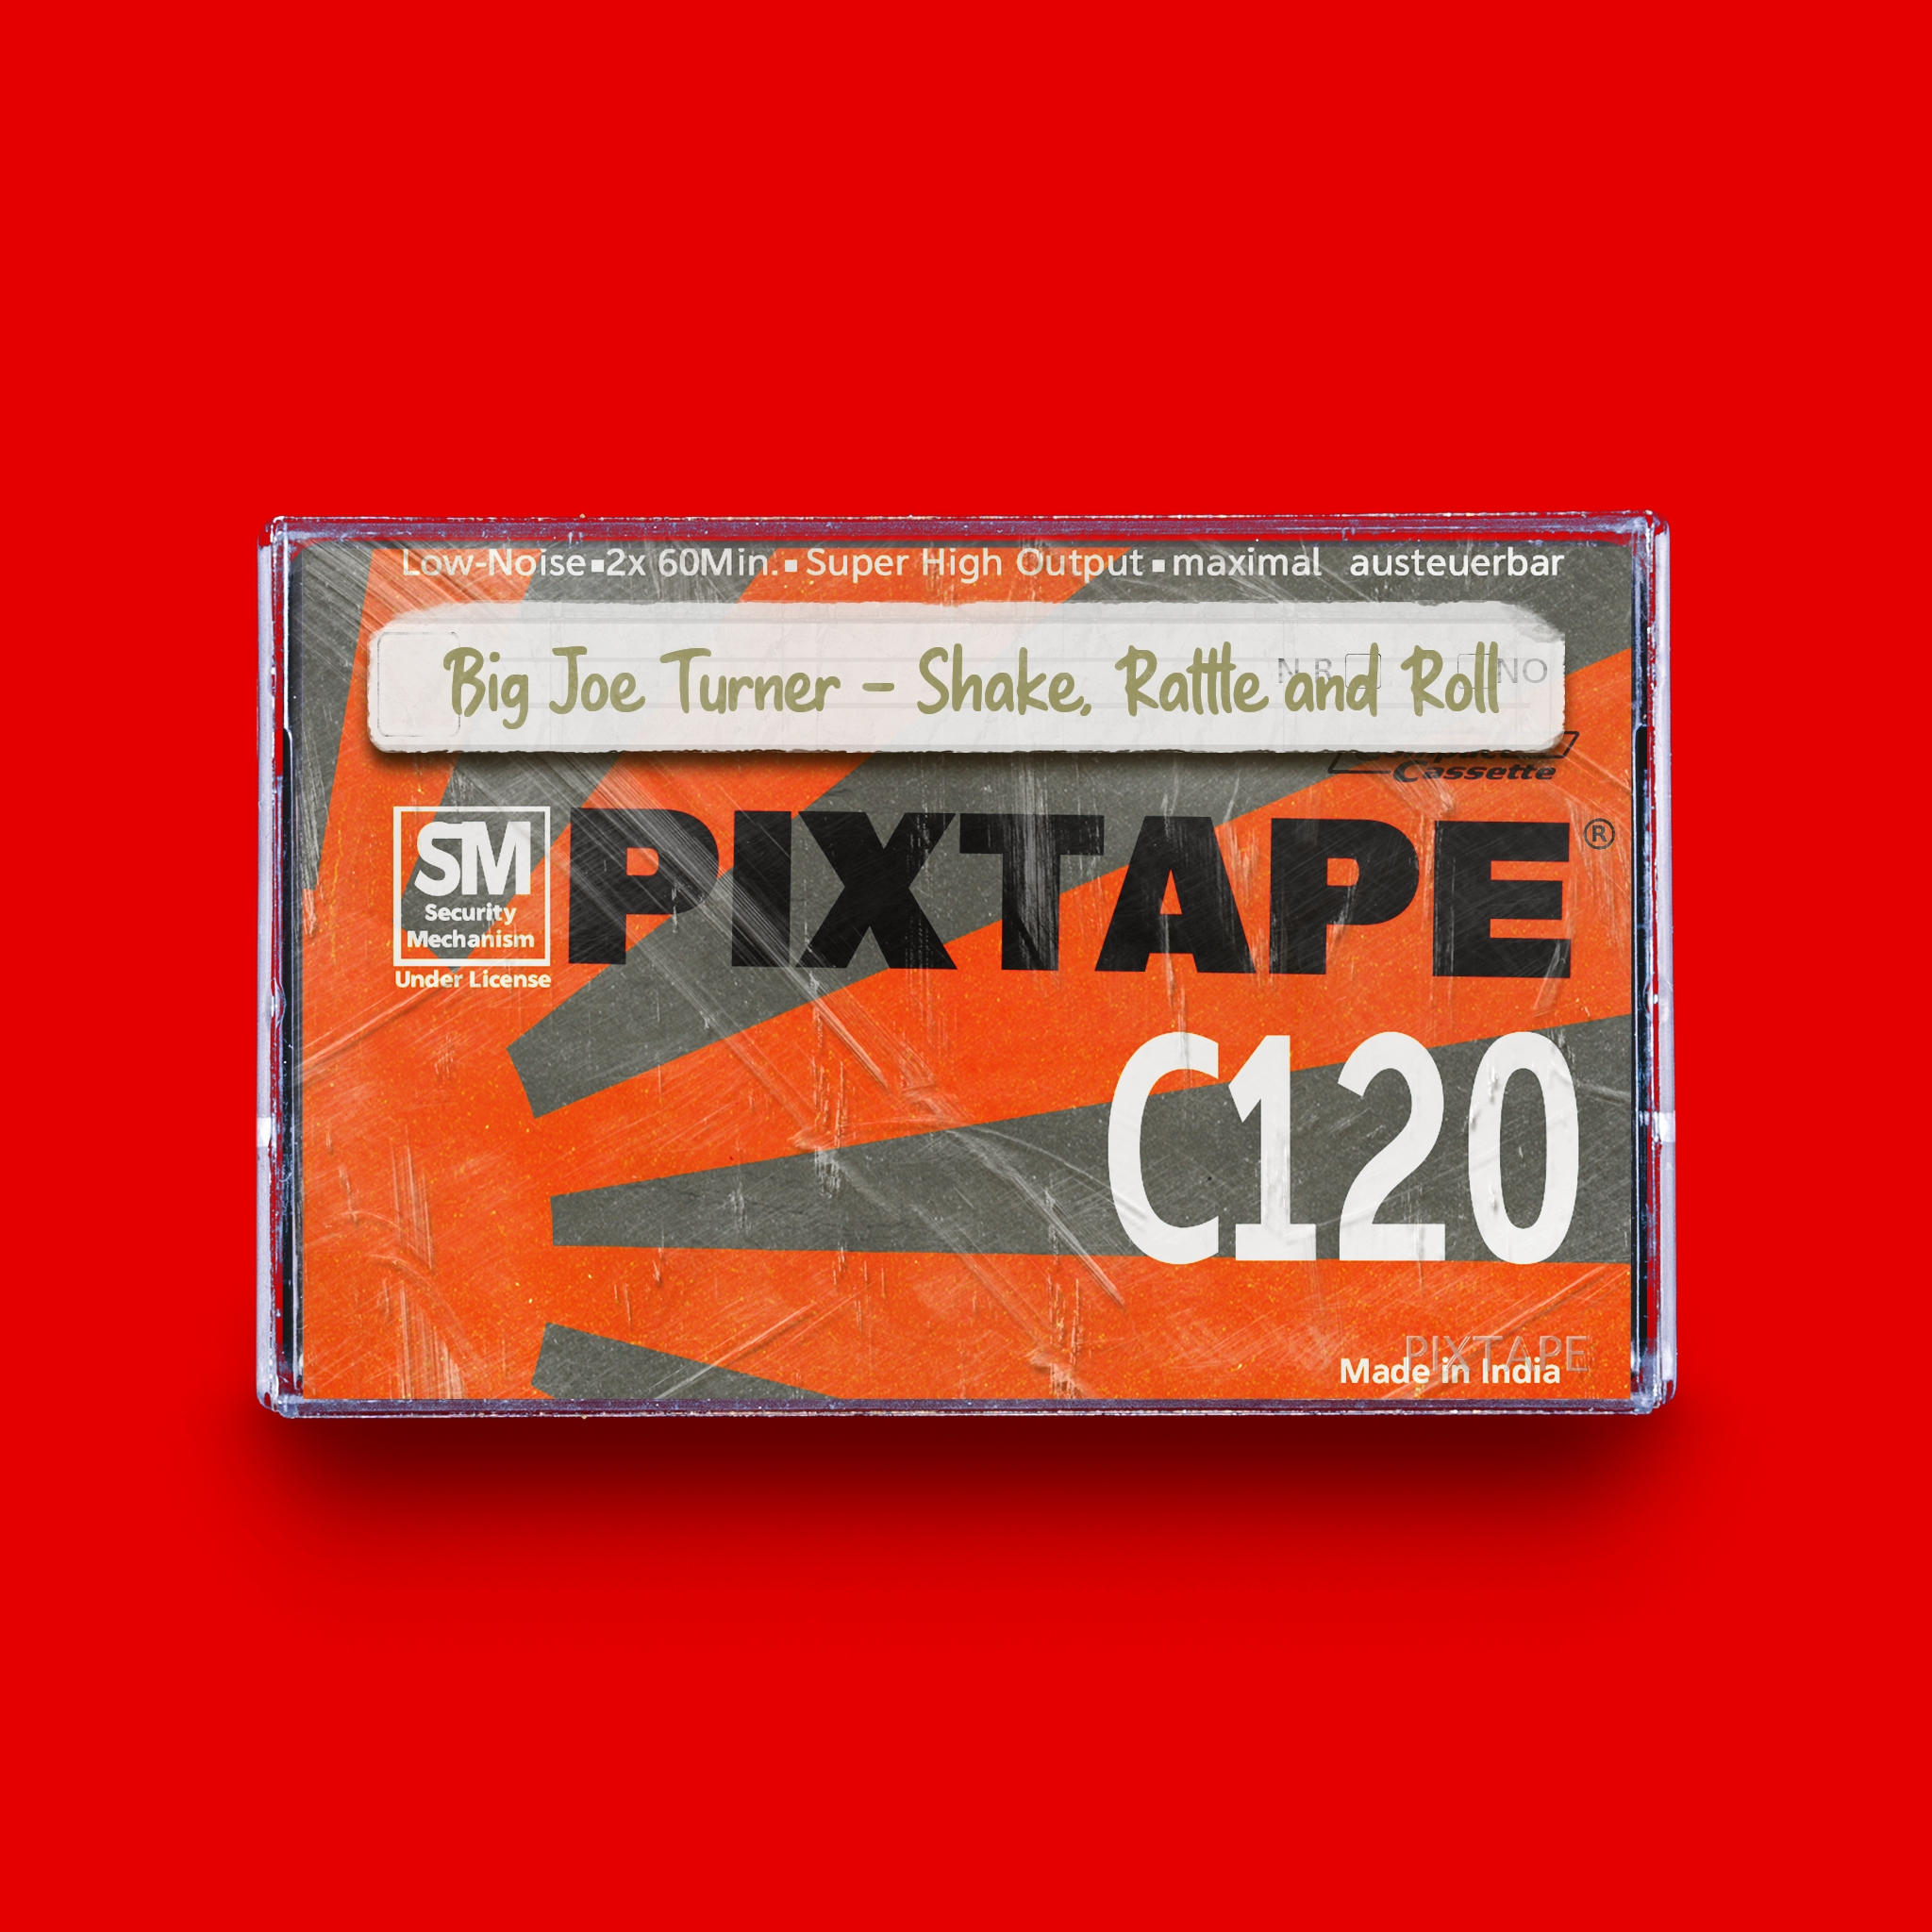 Low-Noise▪2x 60Min.▪Super High Output▪maximal austeuerbar
Big Joe Turner - Shake, Rattle and Roll
N·R NO
Cassette
SM
Security
Mechanism
Under License
PIXTAPE®
C120
PIXTAPE
Made in India